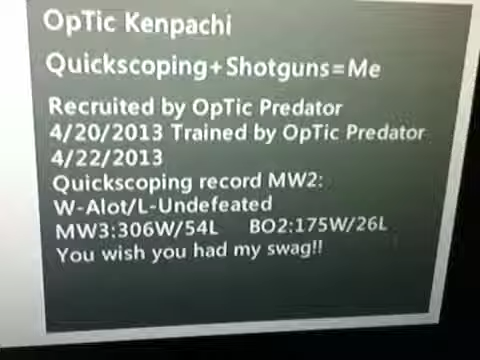 OpTic Kenpachi
Quickscoping+Shotguns=Me
Recruited by OpTic Predator
4/20/2013 Trained by OpTic Predator
4/22/2013
Quickscoping record MW2:
W-Alot/L-Undefeated
MW3:306W/54L BO2:175W/26L
You wish you had my swag!!